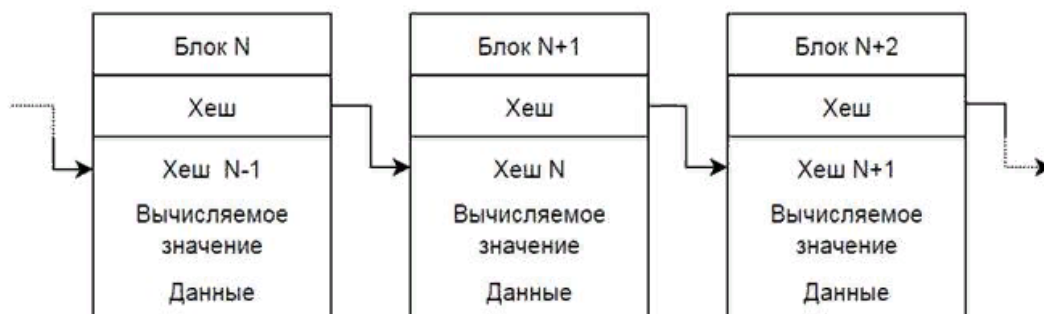 Блок N
Хеш
Хеш N-1
Вычисляемое
значение
Данные
Блок N+1
Хеш
Хеш N
Вычисляемое
значение
Данные
Блок N+2
Хеш
Хеш N+1
Вычисляемое
значение
Данные